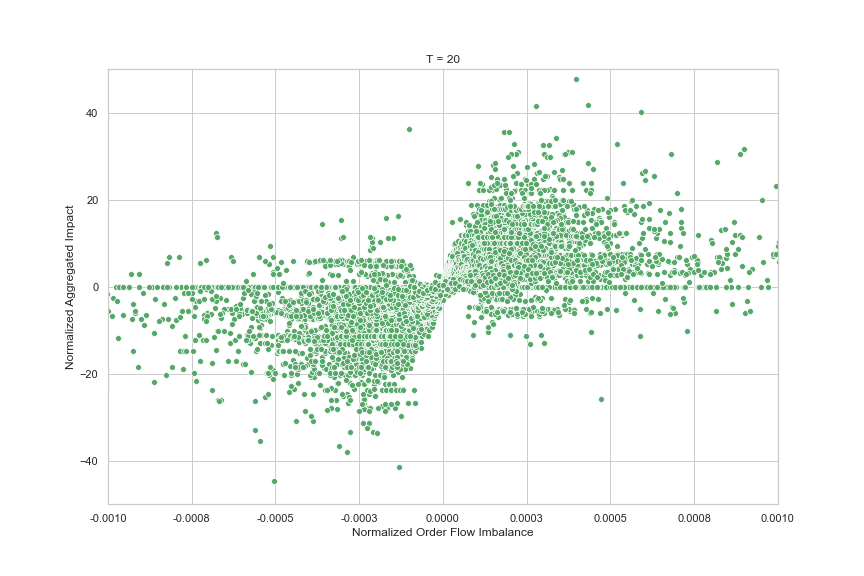 T = 20
Normalized Aggregated Impact
40
20
0
−20
−40
-0.0010 -0.0008 -0.0005 -0.0003 0.0000 0.0003 0.0005 0.0008 0.0010
Normalized Order Flow Imbalance